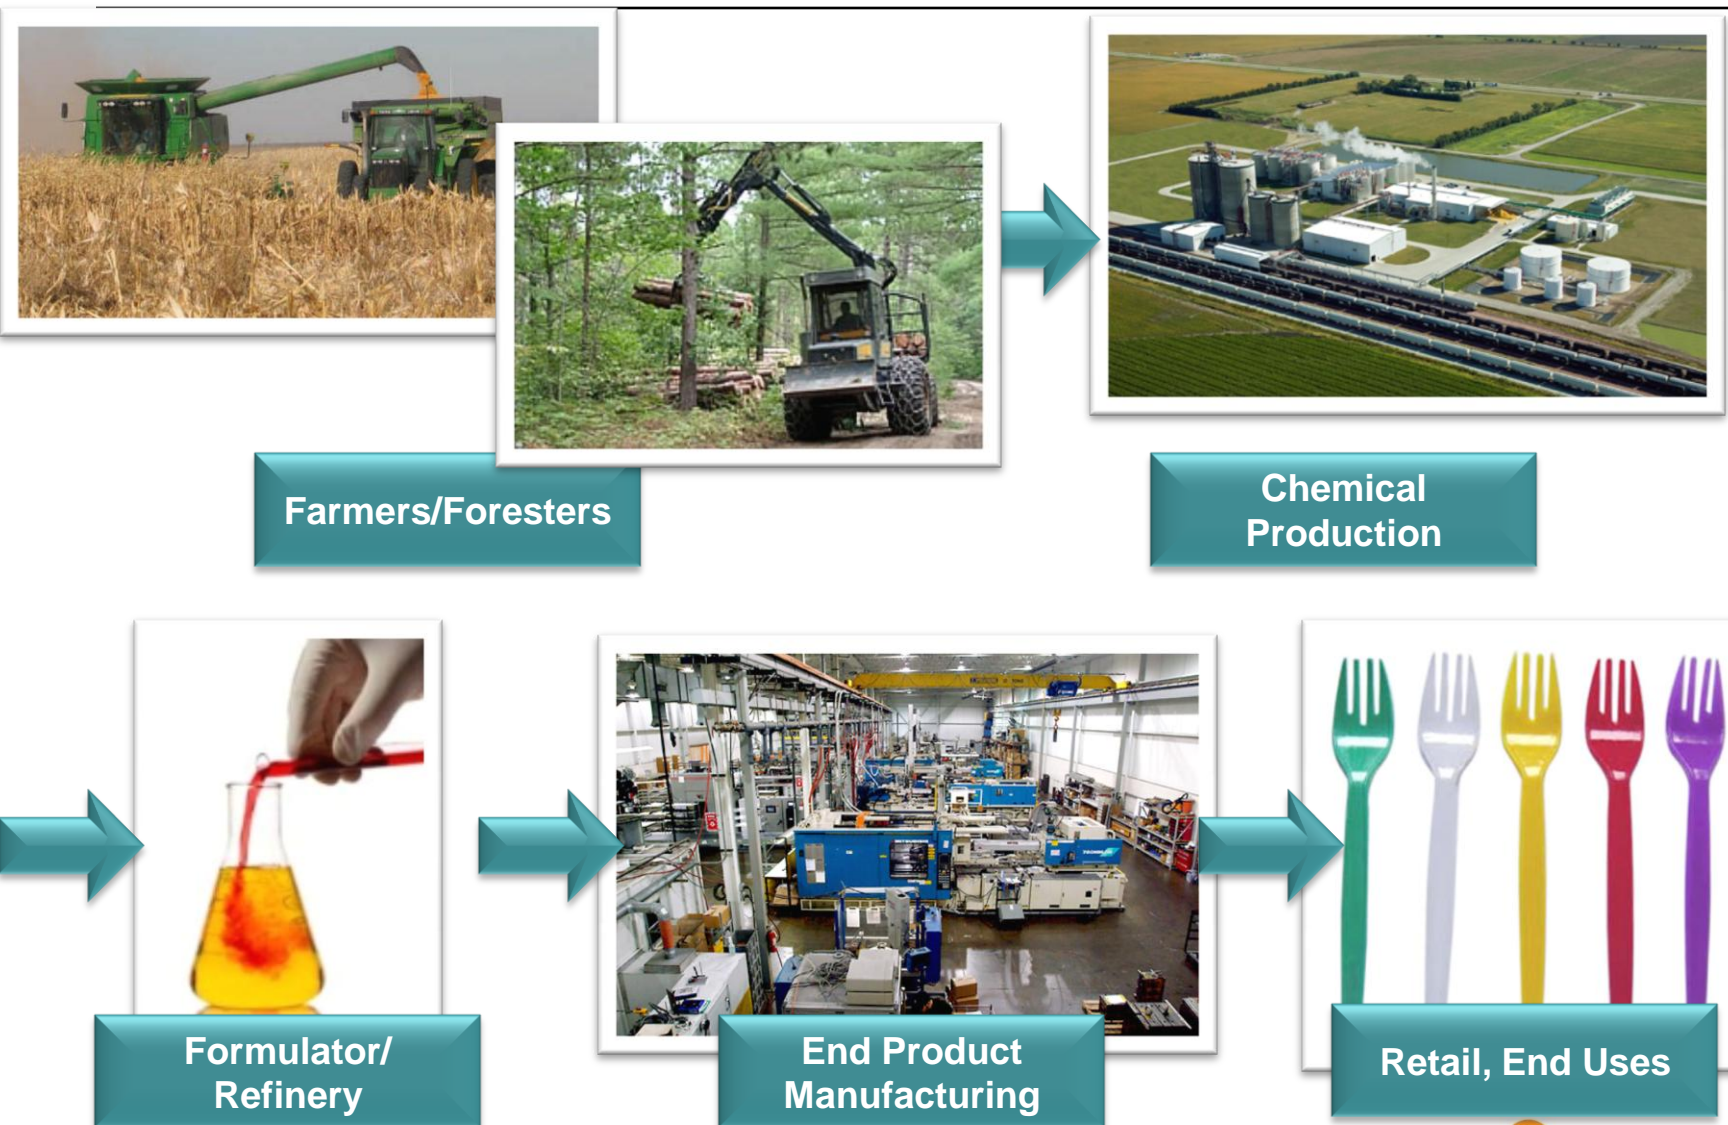 Farmers/Foresters
Chemical
Production
Formulator/
Refinery
End Product
Manufacturing
Retail, End Uses